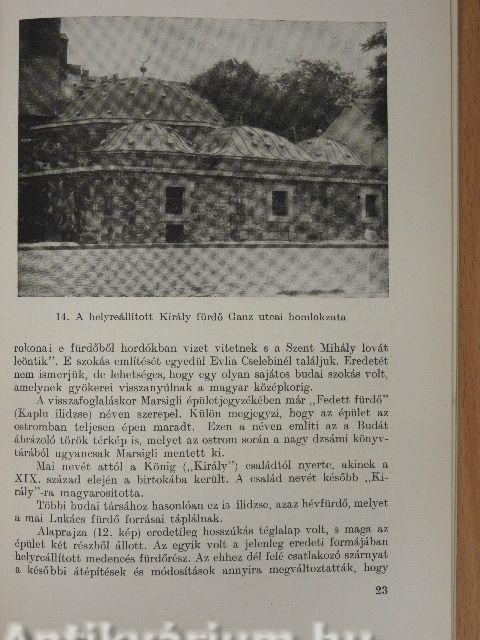 14. A helyreállított Király fürdő Ganz utcai homlokzata
rokonai e fürdőből hordókban vizet vitetnek s a Szent Mihály lovát
leöntik". E szokás említését egyedül Evlia Cselebinél találjuk. Eredetét
nem ismerjük, de lehetséges, hogy egy olyan sajátos budai szokás volt,
amelynek gyökerei visszanyúlnak a magyar középkorig.
A visszafoglaláskor Marsigli épületjegyzékében már „Fedett fürdő"
(Kaplu ilidzse) néven szerepel. Külön megjegyzi, hogy az épület az
ostromban teljesen épen maradt. Ezen a néven említi az a Budát
ábrázoló török térkép is, melyet az ostrom során a nagy dzsámi könyv-
tárából ugyancsak Marsigli mentett ki.
Mai nevét attól a König („Király") családtól nyerte, akinek a
XIX. század elején a birtokába került. A család nevét később „Ki-
rály"-ra magyarosította.
Többi budai társához hasonlóan ez is ilidzse, azaz hévfürdő, melyet
a mai Lukács fürdő forrásai táplálnak.
Alaprajza (12. kép) eredetileg hosszúkás téglalap volt, s maga az
épület két részből állott. Az egyik volt a jelenleg eredeti formájában
helyreállított medencés fürdőrész. Az ehhez dél felé csatlakozó szárnyat
a későbbi átépítések és módosítások annyira megváltoztatták, hogy
23
Antikvárium.hu